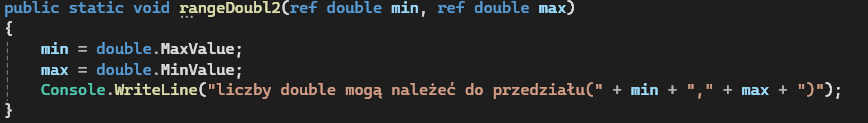 public static void rangeDoubl2(ref double min, ref double max)
{
min = double.MaxValue;
max = double.MinValue;
Console.WriteLine("liczby double mogą należeć do przedziału(" + min + "," + max + ")");
}